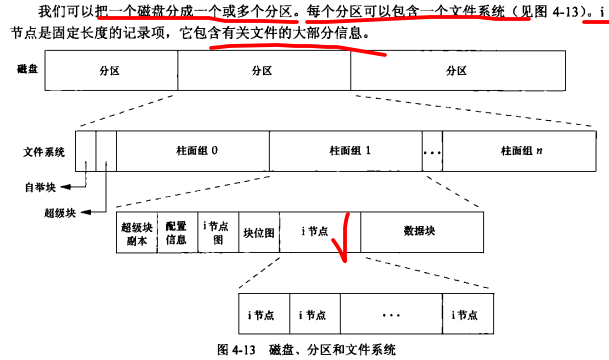 我们可以把一个磁盘分成一个或多个分区。每个分区可以包含一个文件系统（见图 4-13）。i
节点是固定长度的记录项，它包含有关文件的大部分信息。
磁盘 分区 分区 分区
文件系统 柱面组 0 柱面组 1 ··· 柱面组 n
自举块
超级块
超级块副本 配置信息 i节点图 块位图 i 节点 数据块
i 节点 i 节点 ··· i 节点
图 4-13 磁盘、分区和文件系统